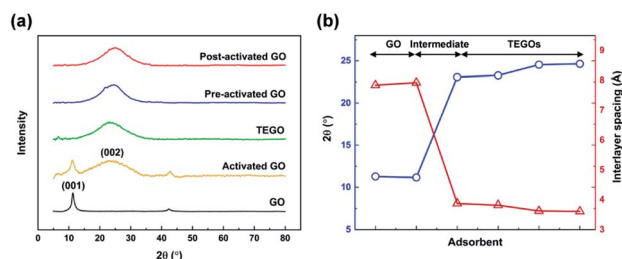 (a)
Post-activated GO
Pre-activated GO
TEGO
(002)
Activated GO
(001)
GO
Intensity
0 10 20 30 40 50 60 70 80
2θ (°)
(b)
GO Intermediate TEGOs
25
20
15
10
5
2θ (°)
9
8
7
6
5
4
3
Interlayer spacing (Å)
Adsorbent